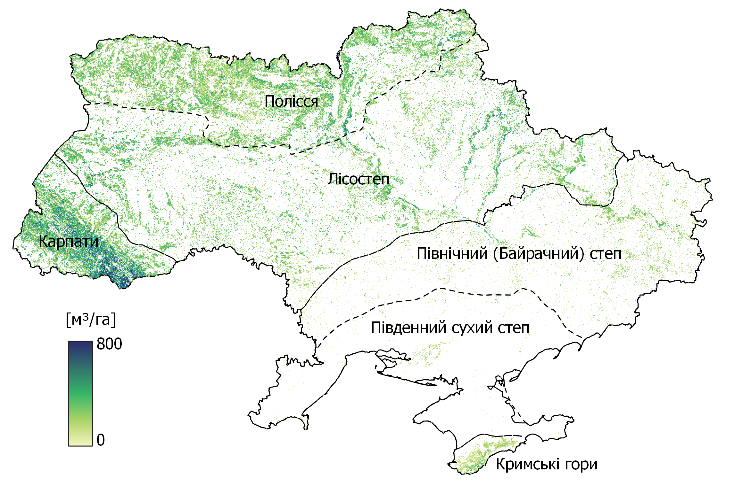 Полісся
Лісостеп
Карпати
Північний (Байрачний) степ
[м³/га]
800
0
Південний сухий степ
Кримські гори